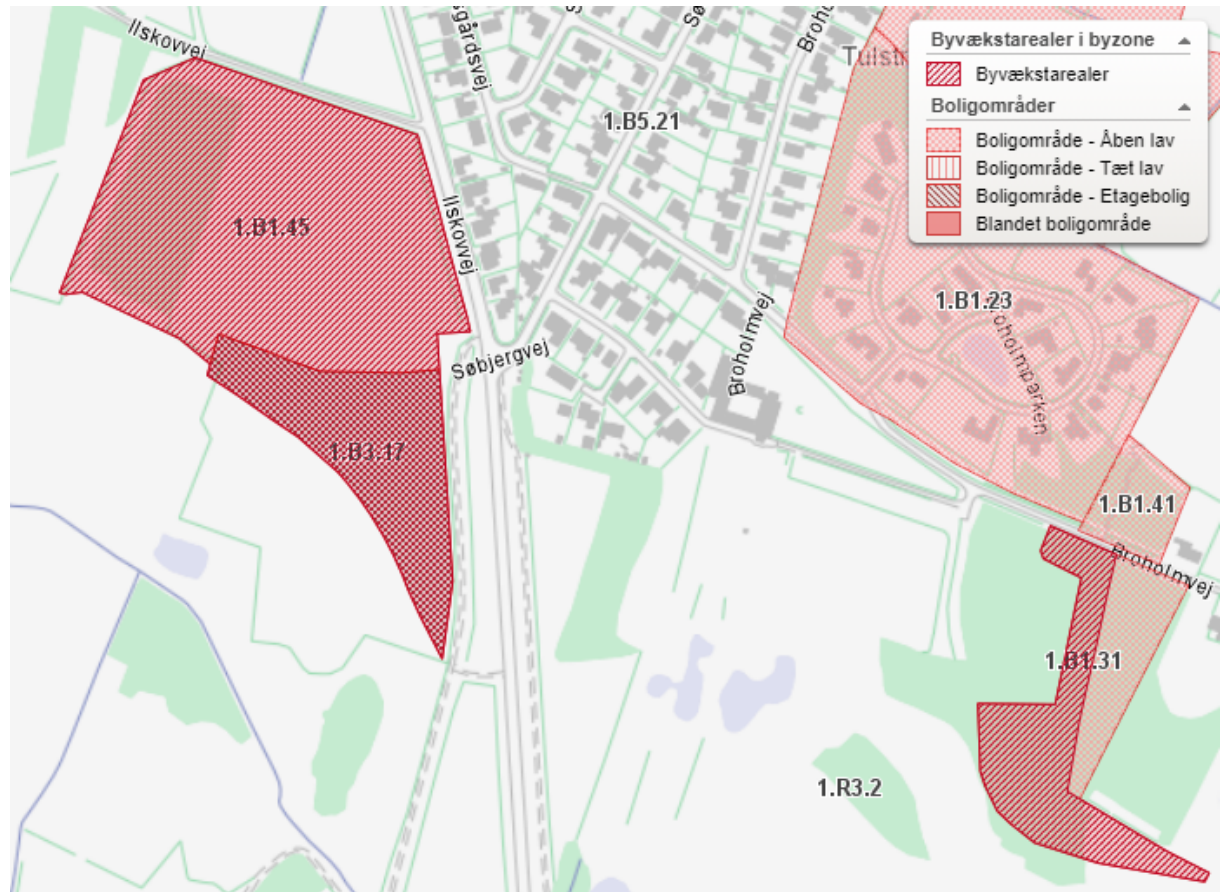 Ilskovvej
Byvækstarealer i byzone
Byvækstarealer
Boligområder
Boligområde - Åben lav
Boligområde - Tæt lav
Boligområde - Etagebolig
Blandet boligområde
1.B5.21
1.B1.45
Ilskovvej
1.B1.23
Broholmparken
Søbjergvej
Broholmvej
1.B3.17
1.B1.41
Broholmvej
1.B1.31
1.R3.2